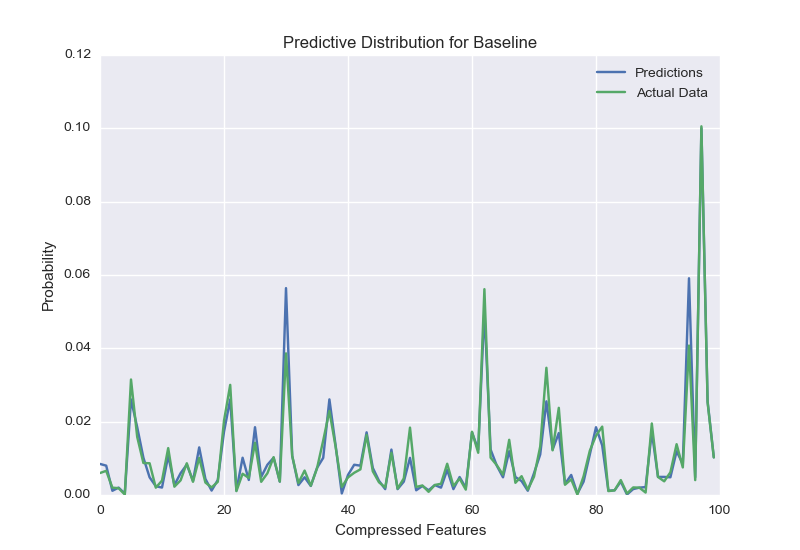 Predictive Distribution for Baseline
0.12
0.10
0.08
0.06
0.04
0.02
0.00
Probability
Predictions
Actual Data
0 20 40 60 80 100
Compressed Features